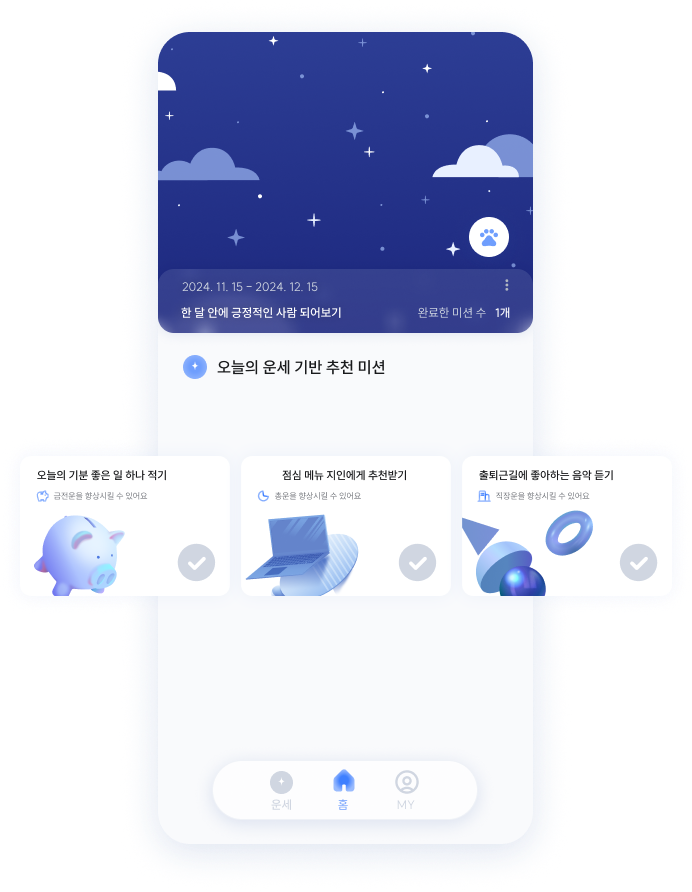 2024. 11. 15 - 2024. 12. 15
한 달 안에 긍정적인 사람 되어보기 완료한 미션 수 1개
오늘의 운세 기반 추천 미션
오늘의 기분 좋은 일 하나 적기
금전운을 향상시킬 수 있어요
점심 메뉴 지인에게 추천받기
총운을 향상시킬 수 있어요
출퇴근길에 좋아하는 음악 듣기
직장운을 향상시킬 수 있어요
운세 홈 MY